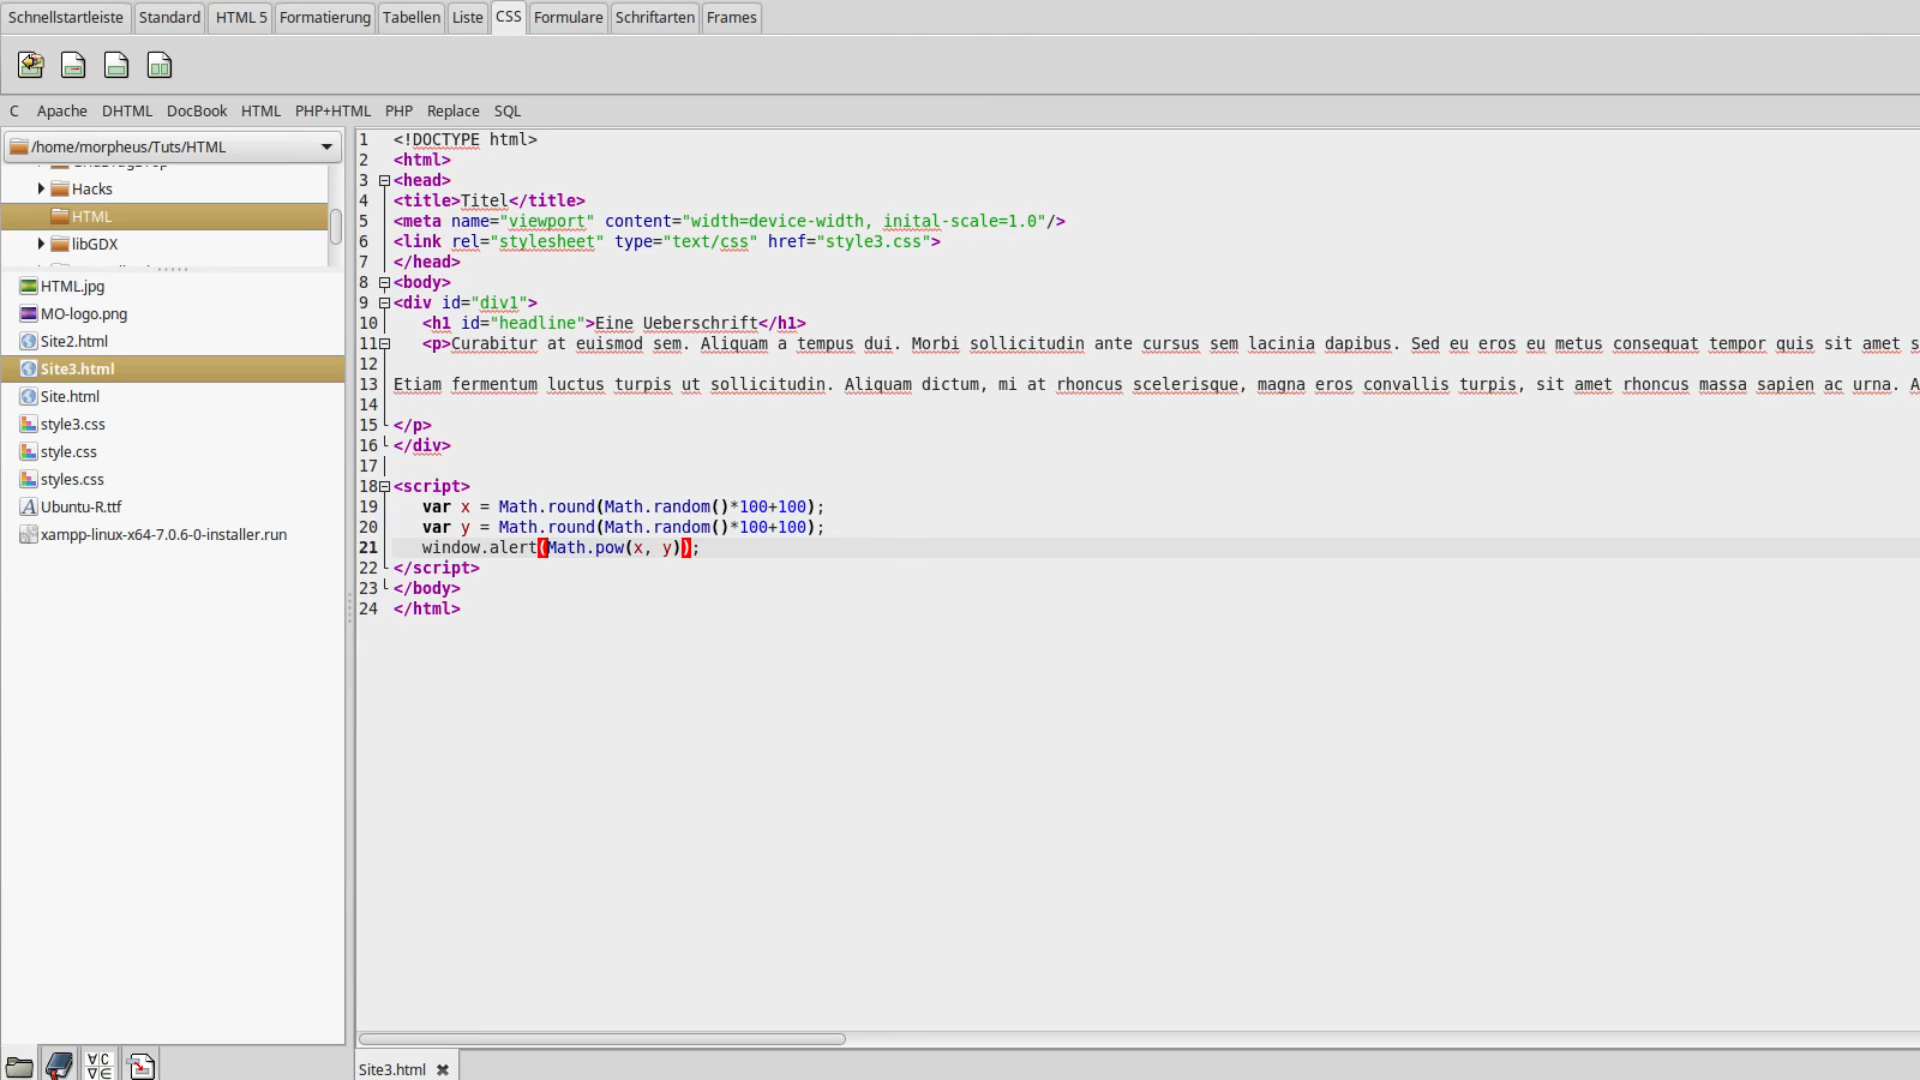 Schnellstartleiste Standard HTML 5 Formatierung Tabellen Liste CSS Formulare Schriftarten Frames
C Apache DHTML DocBook HTML PHP+HTML PHP Replace SQL
/home/morpheus/Tuts/HTML
Hacks
HTML
libGDX
HTML.jpg
MO-logo.png
Site2.html
Site3.html
Site.html
style3.css
style.css
styles.css
Ubuntu-R.ttf
xampp-linux-x64-7.0.6-0-installer.run
1 <!DOCTYPE html>
2 <html>
3 <head>
4 <title>Titel</title>
5 <meta name="viewport" content="width=device-width, inital-scale=1.0"/>
6 <link rel="stylesheet" type="text/css" href="style3.css">
7 </head>
8 <body>
9 <div id="div1">
10 <h1 id="headline">Eine Ueberschrift</h1>
11 <p>Curabitur at euismod sem. Aliquam a tempus dui. Morbi sollicitudin ante cursus sem lacinia dapibus. Sed eu eros eu metus consequat tempor quis sit amet s
12
13 Etiam fermentum luctus turpis ut sollicitudin. Aliquam dictum, mi at rhoncus scelerisque, magna eros convallis turpis, sit amet rhoncus massa sapien ac urna. A
14
15 </p>
16 </div>
17
18 <script>
19 var x = Math.round(Math.random()*100+100);
20 var y = Math.round(Math.random()*100+100);
21 window.alert(Math.pow(x, y));
22 </script>
23 </body>
24 </html>
Site3.html